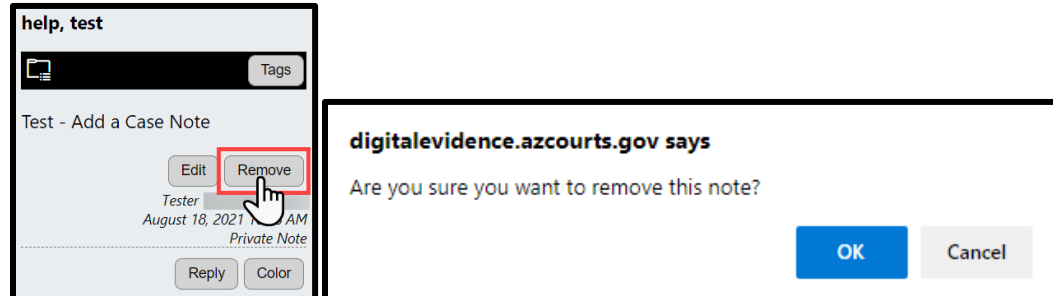 help, test
Tags
Test - Add a Case Note
Edit Remove
Tester
August 18, 2021 AM
Private Note
Reply Color
digitalevidence.azcourts.gov says
Are you sure you want to remove this note?
OK Cancel